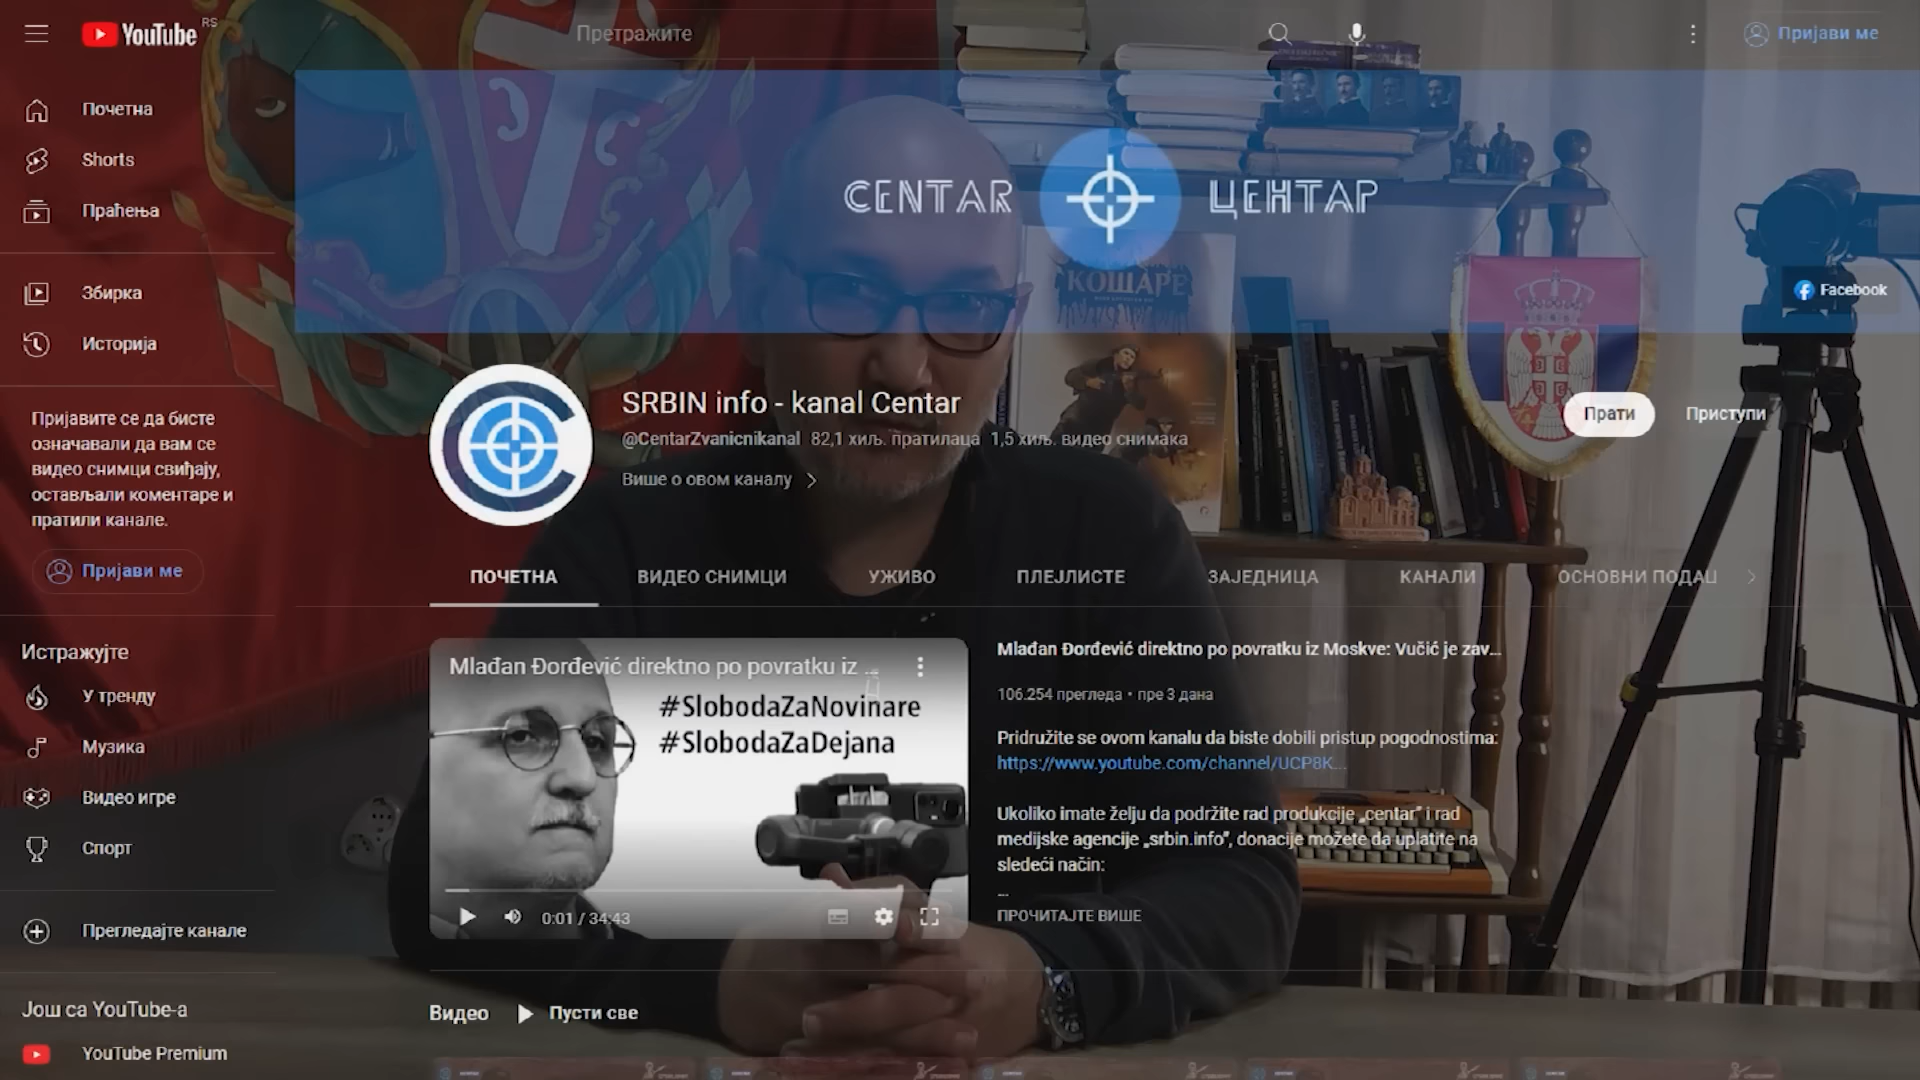 YouTube RS
Претражите
Пријави ме
Почетна
Shorts
Праћења
Збирка
Историја
Пријавите се да бисте
означавали да вам се
видео снимци свиђају,
остављали коментаре и
пратили канале.
Пријави ме
Истражујте
У тренду
Музика
Видео игре
Спорт
Прегледајте канале
Још са YouTube-а
YouTube Premium
CENTAR ЦЕНТАР
КОШАРЕ
Facebook
SRBIN info - kanal Centar
@CentarZvanicnikanal 82,1 хиљ. пратилаца 1,5 хиљ. видео снимака
Више о овом каналу
Прати
Приступи
ПОЧЕТНА
ВИДЕО СНИМЦИ
УЖИВО
ПЛЕЈЛИСТЕ
ЗАЈЕДНИЦА
КАНАЛИ
ОСНОВНИ ПОДАЦ
Mlađan Đorđević direktno po povratku iz ...
#SlobodaZaNovinare
#SlobodaZaDejana
0:01 / 34:43
Mlađan Đorđević direktno po povratku iz Moskve: Vučić je zav...
106.254 прегледа • пре 3 дана
Pridružite se ovom kanalu da biste dobili pristup pogodnostima:
https://www.youtube.com/channel/UCP8K...
Ukoliko imate želju da podržite rad produkcije „centar” i rad
medijske agencije „srbin.info”, donacije možete da uplatite na
sledeći način:
...
ПРОЧИТАЈТЕ ВИШЕ
Видео
Пусти све